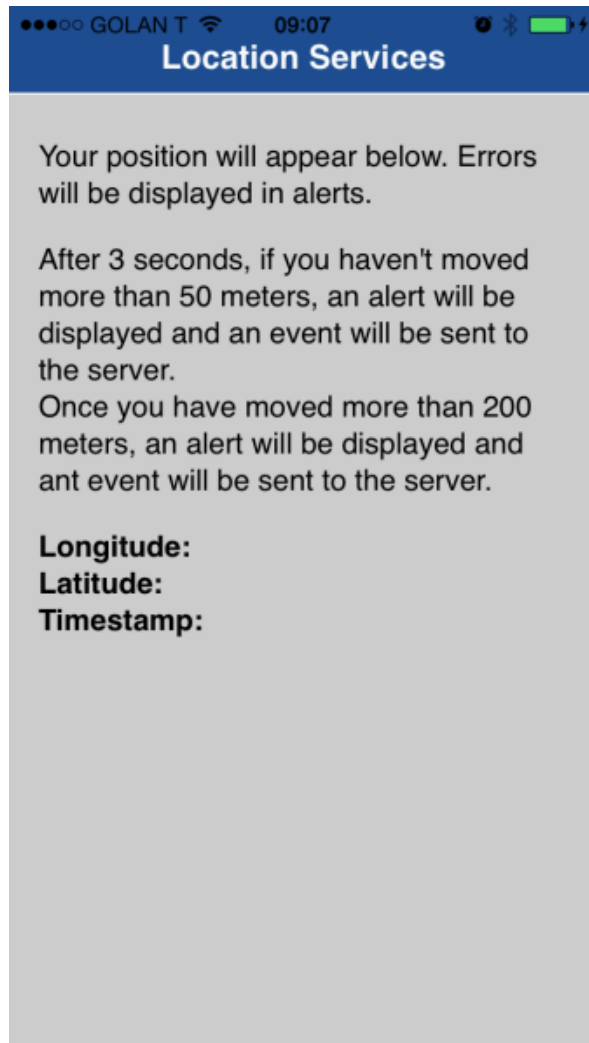 GOLAN T 09:07
Location Services
Your position will appear below. Errors
will be displayed in alerts.
After 3 seconds, if you haven't moved
more than 50 meters, an alert will be
displayed and an event will be sent to
the server.
Once you have moved more than 200
meters, an alert will be displayed and
ant event will be sent to the server.
Longitude:
Latitude:
Timestamp: